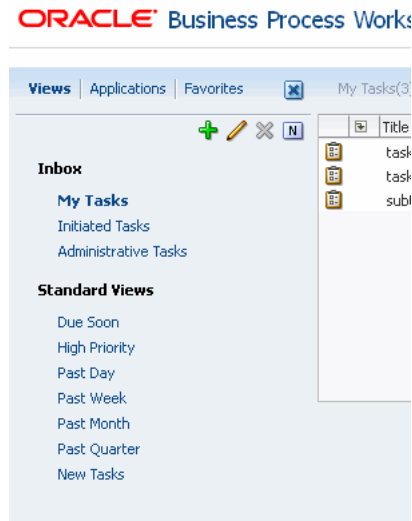 ORACLE Business Process
Views Applications Favorites
My Tasks(3)
N
Title
Inbox
My Tasks
Initiated Tasks
Administrative Tasks
Standard Views
Due Soon
High Priority
Past Day
Past Week
Past Month
Past Quarter
New Tasks